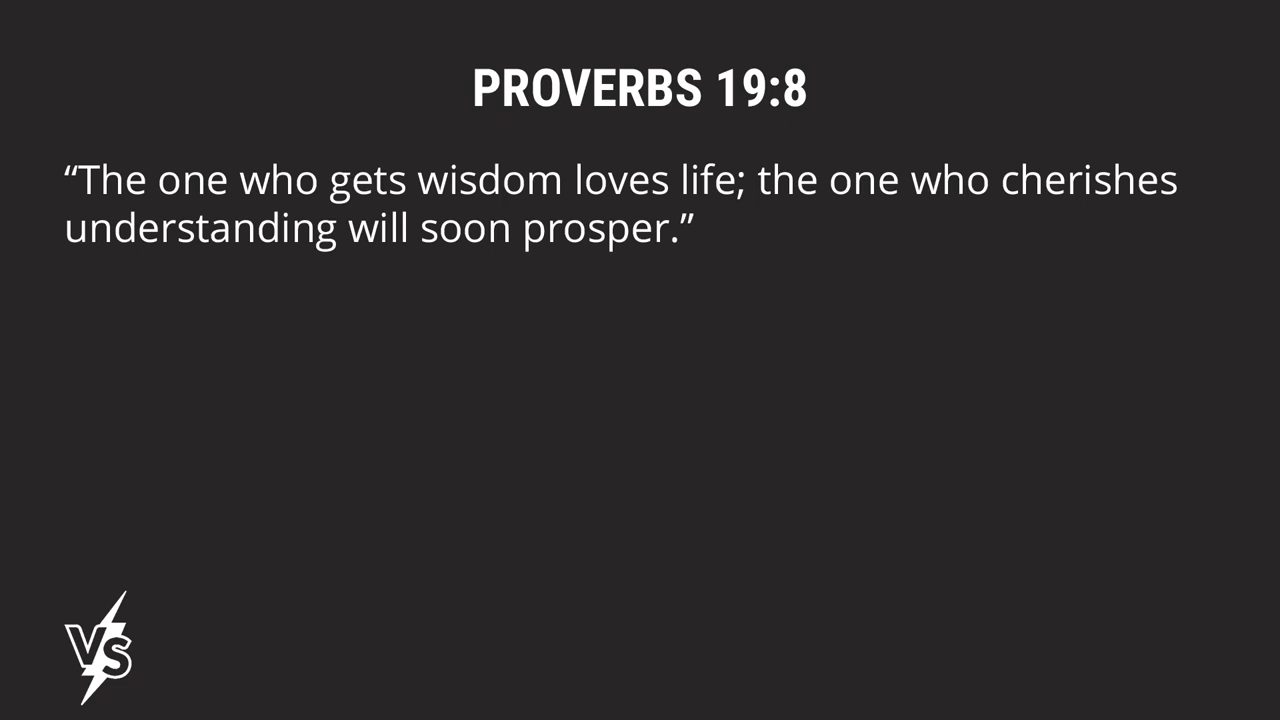 PROVERBS 19:8
“The one who gets wisdom loves life; the one who cherishes
understanding will soon prosper.”
VS